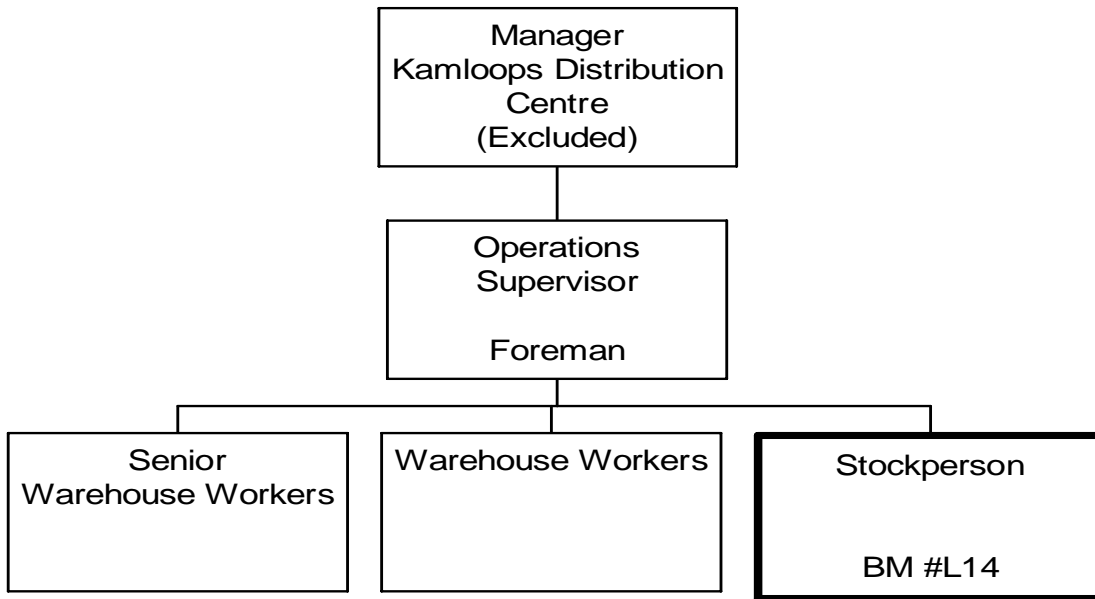 Manager
Kamloops Distribution
Centre
(Excluded)
Operations
Supervisor
Foreman
Senior
Warehouse Workers
Warehouse Workers
Stockperson
BM #L14